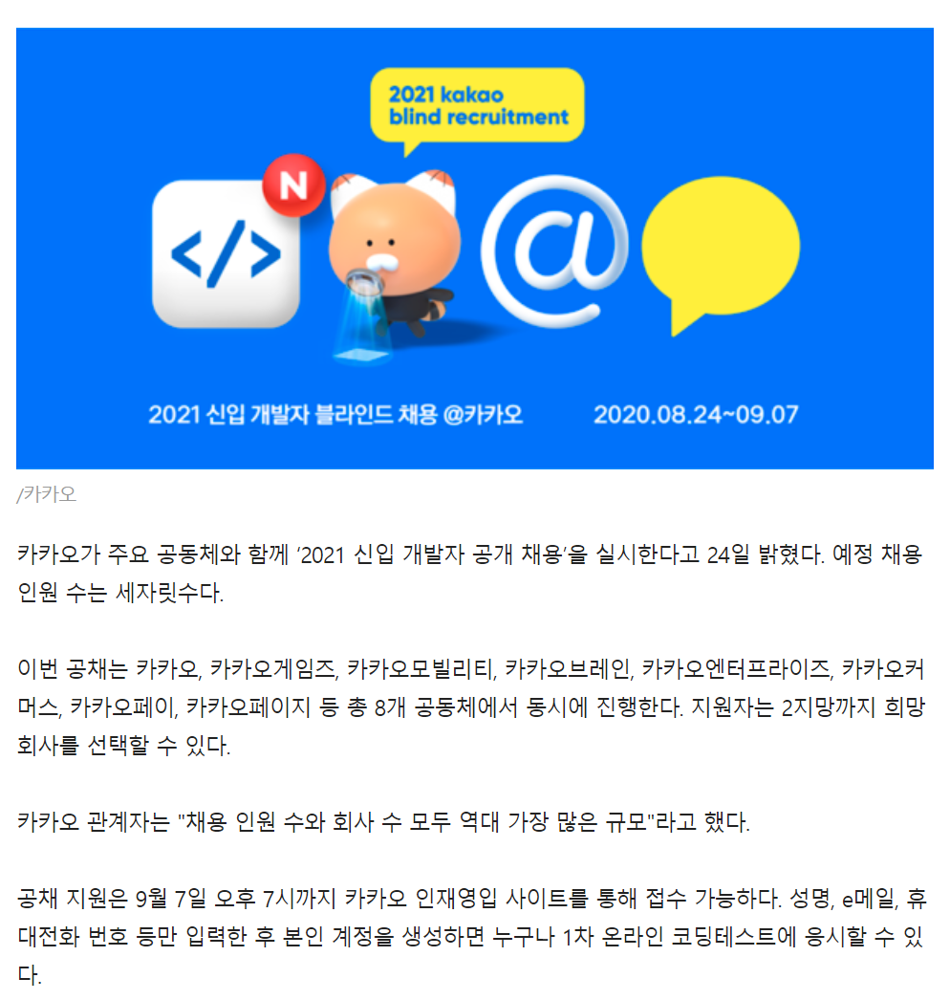 2021 kakao
blind recruitment
N
</>
@
2021 신입 개발자 블라인드 채용 @카카오
2020.08.24~09.07
/카카오
카카오가 주요 공동체와 함께 ‘2021 신입 개발자 공개 채용’을 실시한다고 24일 밝혔다. 예정 채용
인원 수는 세자릿수다.
이번 공채는 카카오, 카카오게임즈, 카카오모빌리티, 카카오브레인, 카카오엔터프라이즈, 카카오커
머스, 카카오페이, 카카오페이지 등 총 8개 공동체에서 동시에 진행한다. 지원자는 2지망까지 희망
회사를 선택할 수 있다.
카카오 관계자는 "채용 인원 수와 회사 수 모두 역대 가장 많은 규모"라고 했다.
공채 지원은 9월 7일 오후 7시까지 카카오 인재영입 사이트를 통해 접수 가능하다. 성명, e메일, 휴
대전화 번호 등만 입력한 후 본인 계정을 생성하면 누구나 1차 온라인 코딩테스트에 응시할 수 있
다.